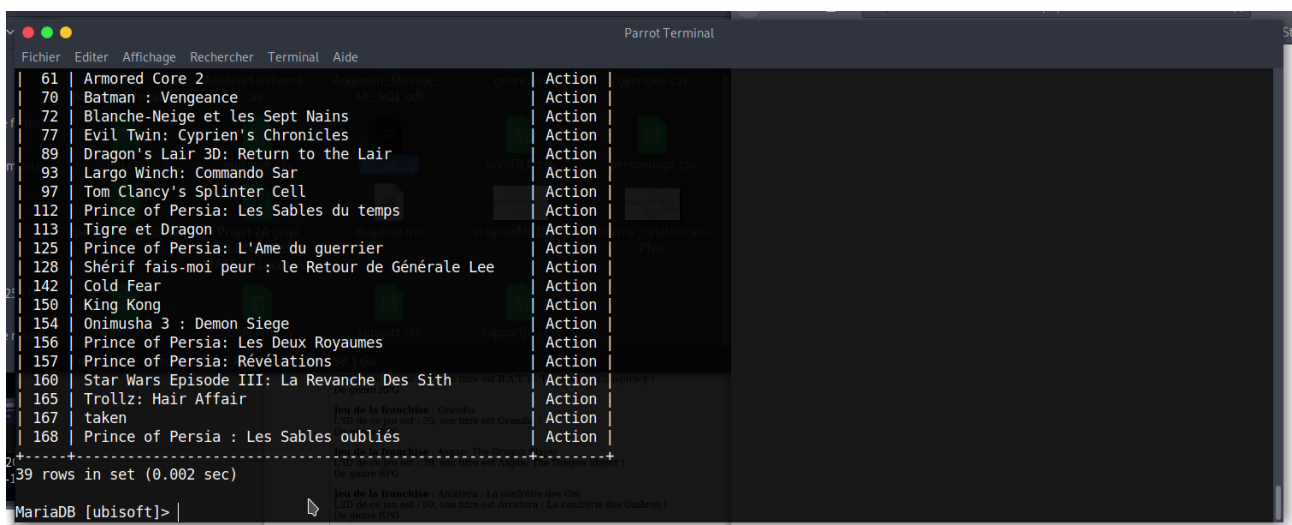 Parrot Terminal
Fichier Editer Affichage Rechercher Terminal Aide
| 61 | Armored Core 2 | Action |
| 70 | Batman : Vengeance | Action |
| 72 | Blanche-Neige et les Sept Nains | Action |
| 77 | Evil Twin: Cyprien's Chronicles | Action |
| 89 | Dragon's Lair 3D: Return to the Lair | Action |
| 93 | Largo Winch: Commando Sar | Action |
| 97 | Tom Clancy's Splinter Cell | Action |
| 112 | Prince of Persia: Les Sables du temps | Action |
| 113 | Tigre et Dragon | Action |
| 125 | Prince of Persia: L'Ame du guerrier | Action |
| 128 | Shérif fais-moi peur : le Retour de Générale Lee | Action |
| 142 | Cold Fear | Action |
| 150 | King Kong | Action |
| 154 | Onimusha 3 : Demon Siege | Action |
| 156 | Prince of Persia: Les Deux Royaumes | Action |
| 157 | Prince of Persia: Révélations | Action |
| 160 | Star Wars Episode III: La Revanche Des Sith | Action |
| 165 | Trollz: Hair Affair | Action |
| 167 | taken | Action |
| 168 | Prince of Persia : Les Sables oubliés | Action |
39 rows in set (0.002 sec)
MariaDB [ubisoft]>